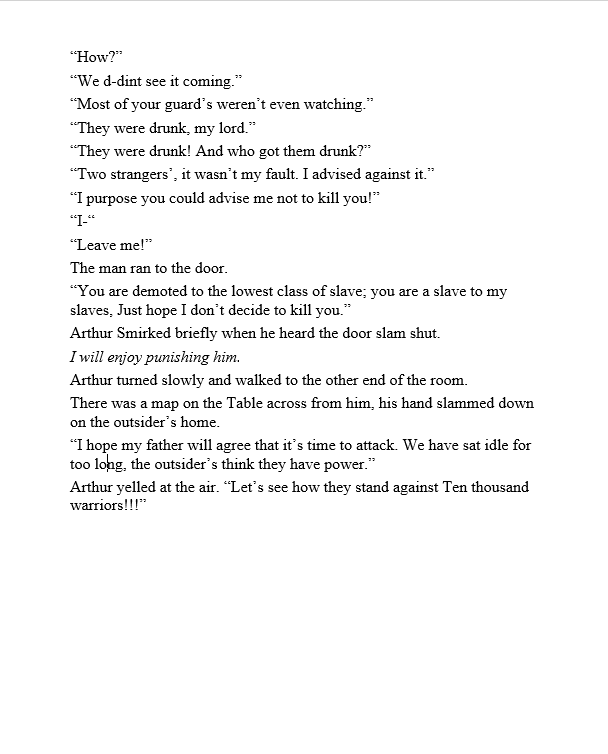 “How?”
“We d-dint see it coming.”
“Most of your guard’s weren’t even watching.”
“They were drunk, my lord.”
“They were drunk! And who got them drunk?”
“Two strangers’, it wasn’t my fault. I advised against it.”
“I purpose you could advise me not to kill you!”
“I-“
“Leave me!”
The man ran to the door.
“You are demoted to the lowest class of slave; you are a slave to my
slaves, Just hope I don’t decide to kill you.”
Arthur Smirked briefly when he heard the door slam shut.
I will enjoy punishing him.
Arthur turned slowly and walked to the other end of the room.
There was a map on the Table across from him, his hand slammed down
on the outsider’s home.
“I hope my father will agree that it’s time to attack. We have sat idle for
too long, the outsider’s think they have power.”
Arthur yelled at the air. “Let’s see how they stand against Ten thousand
warriors!!!”